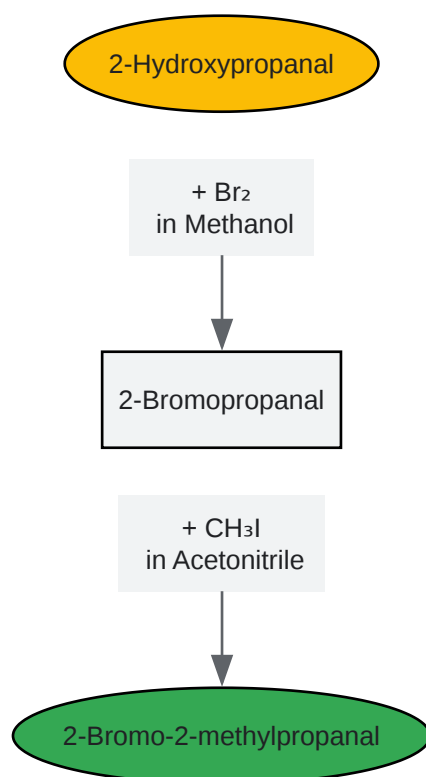 2-Hydroxypropanal
+ Br₂
in Methanol
2-Bromopropanal
+ CH₃I
in Acetonitrile
2-Bromo-2-methylpropanal